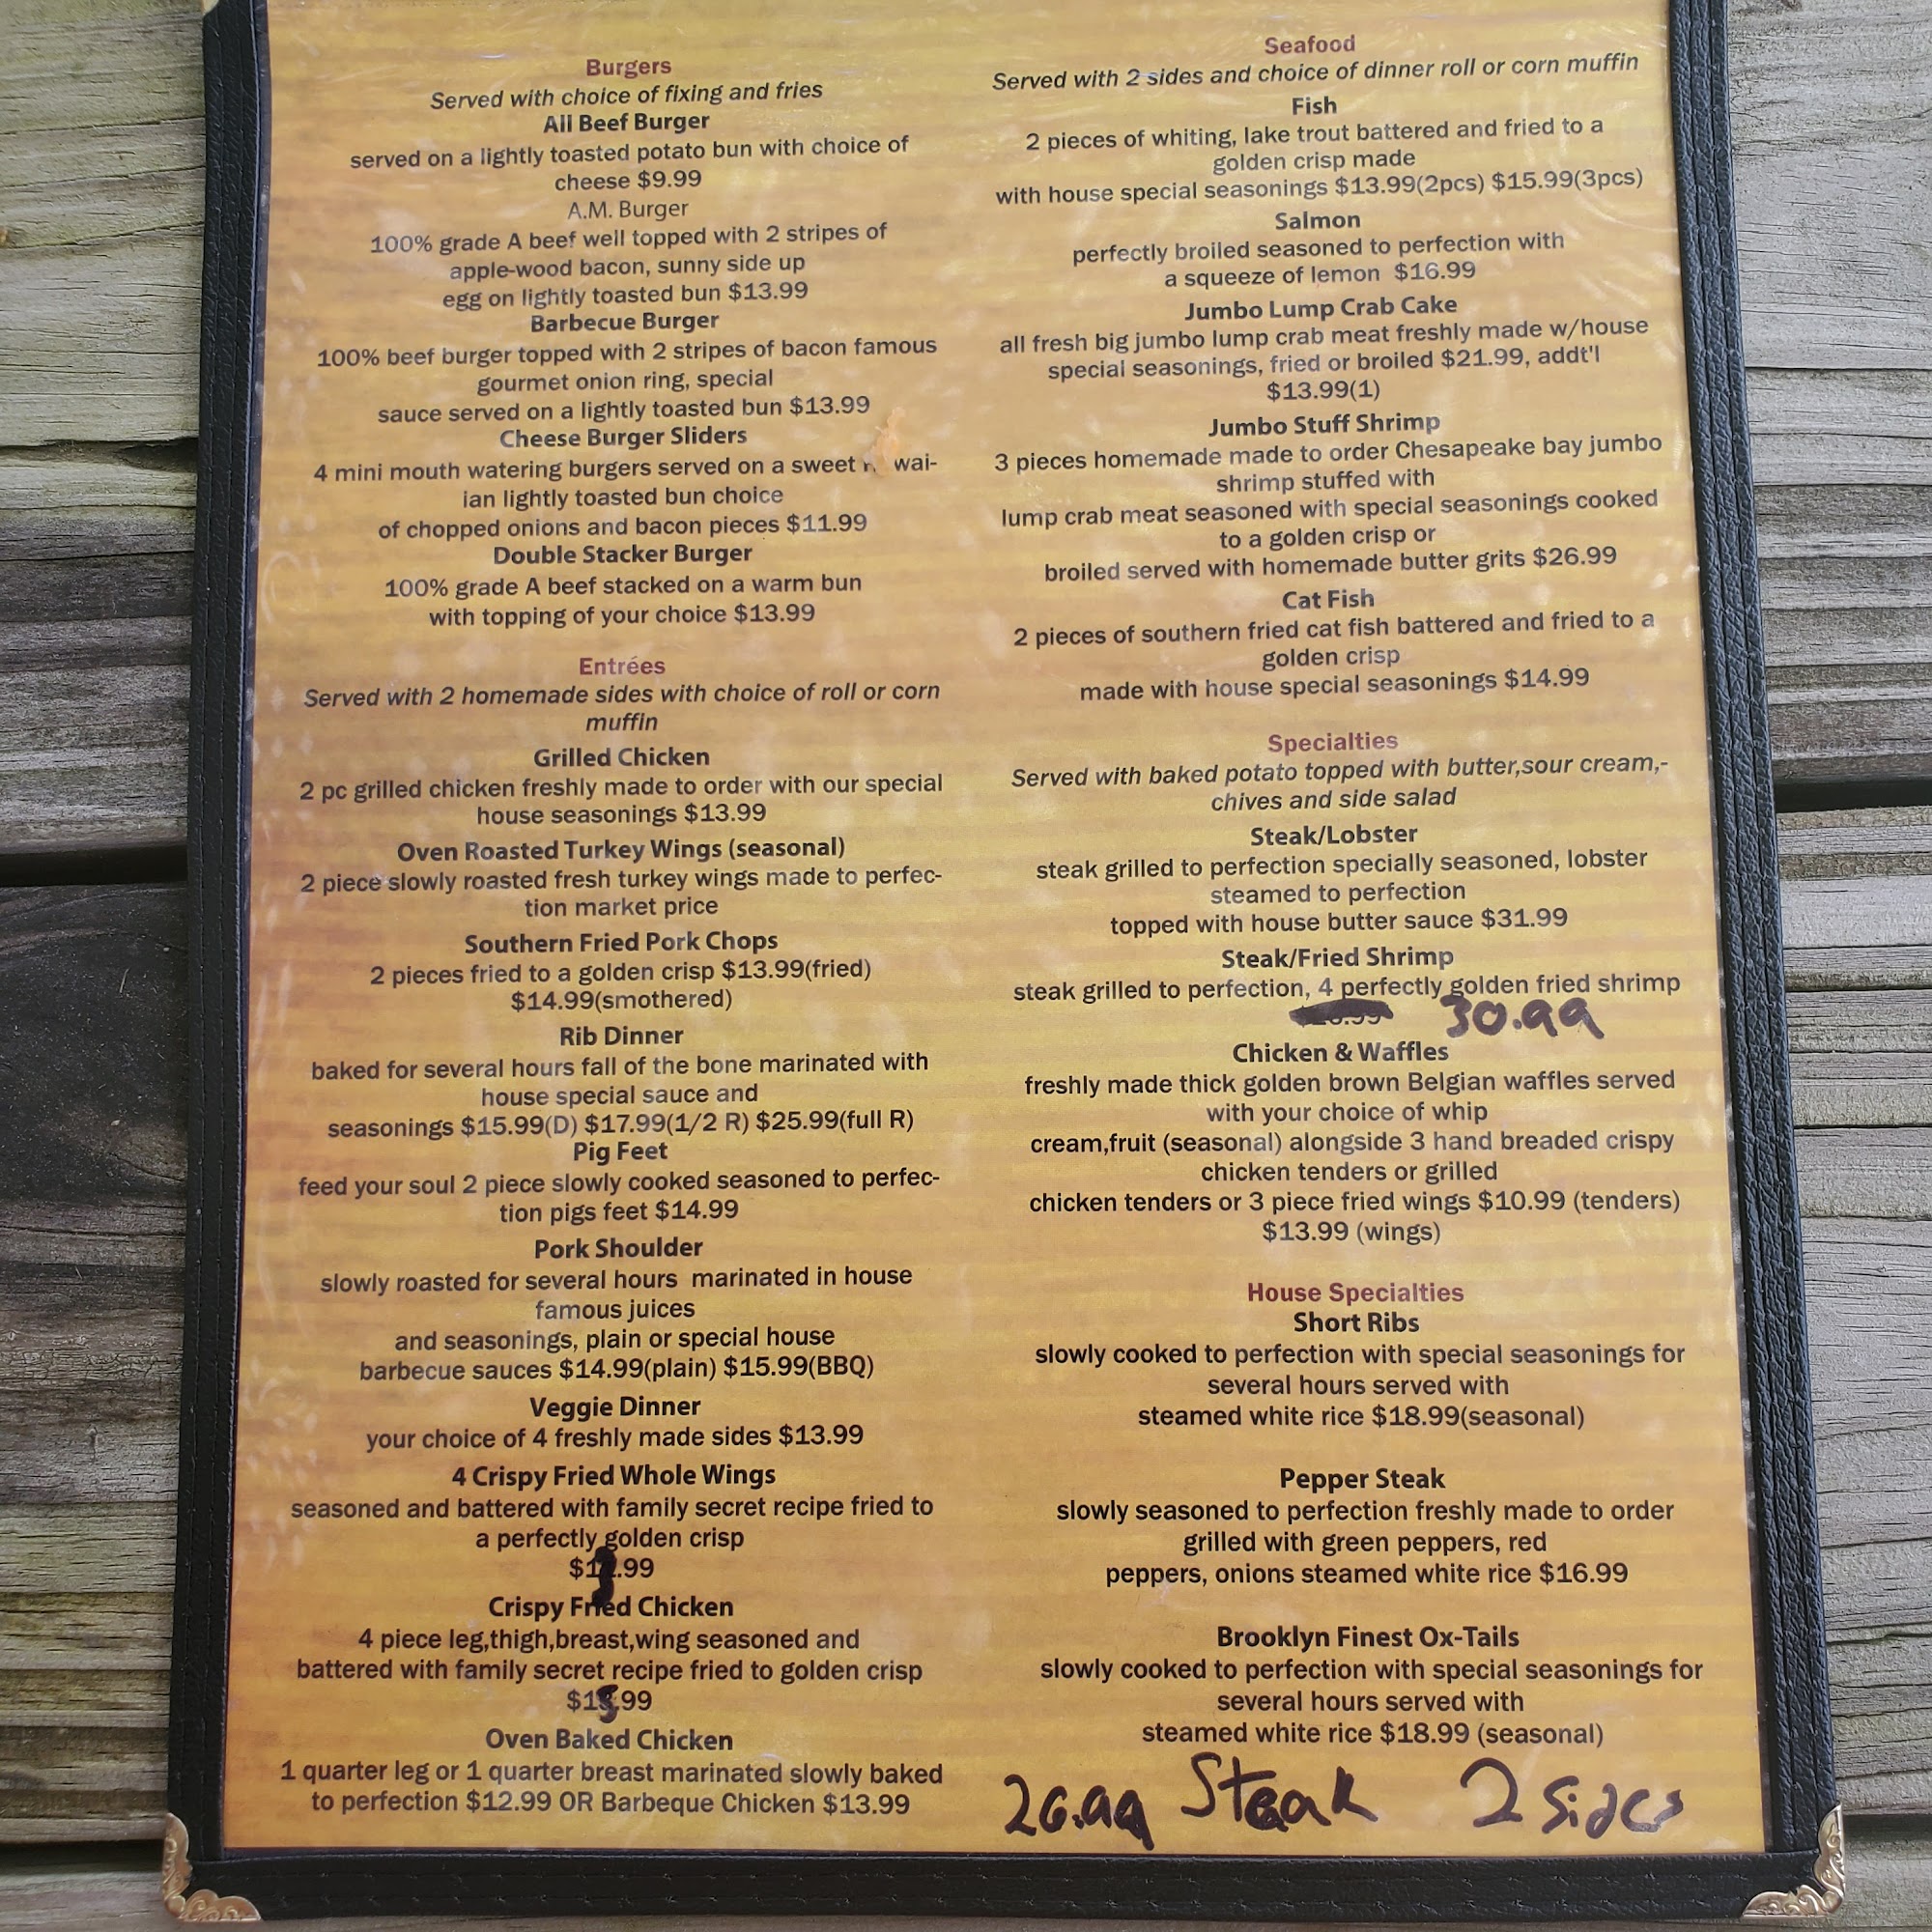 Burgers
Served with choice of fixing and fries
All Beef Burger
served on a lightly toasted potato bun with choice of
cheese $9.99
A.M. Burger
100% grade A beef well topped with 2 stripes of
apple-wood bacon, sunny side up
egg on lightly toasted bun $13.99
Barbecue Burger
100% beef burger topped with 2 stripes of bacon famous
gourmet onion ring, special
sauce served on a lightly toasted bun $13.99
Cheese Burger Sliders
4 mini mouth watering burgers served on a sweet wai-
ian lightly toasted bun choice
of chopped onions and bacon pieces $11.99
Double Stacker Burger
100% grade A beef stacked on a warm bun
with topping of your choice $13.99
Entrées
Served with 2 homemade sides with choice of roll or corn
muffin
Grilled Chicken
2 pc grilled chicken freshly made to order with our special
house seasonings $13.99
Oven Roasted Turkey Wings (seasonal)
2 piece slowly roasted fresh turkey wings made to perfec-
tion market price
Southern Fried Pork Chops
2 pieces fried to a golden crisp $13.99(fried)
$14.99(smothered)
Rib Dinner
baked for several hours fall of the bone marinated with
house special sauce and
seasonings $15.99(D) $17.99(1/2 R) $25.99(full R)
Pig Feet
feed your soul 2 piece slowly cooked seasoned to perfec-
tion pigs feet $14.99
Pork Shoulder
slowly roasted for several hours marinated in house
famous juices
and seasonings, plain or special house
barbecue sauces $14.99(plain) $15.99(BBQ)
Veggie Dinner
your choice of 4 freshly made sides $13.99
4 Crispy Fried Whole Wings
seasoned and battered with family secret recipe fried to
a perfectly golden crisp
$13.99
Crispy Fried Chicken
4 piece leg,thigh,breast,wing seasoned and
battered with family secret recipe fried to golden crisp
$15.99
Oven Baked Chicken
1 quarter leg or 1 quarter breast marinated slowly baked
to perfection $12.99 OR Barbeque Chicken $13.99
Seafood
Served with 2 sides and choice of dinner roll or corn muffin
Fish
2 pieces of whiting, lake trout battered and fried to a
golden crisp made
with house special seasonings $13.99(2pcs) $15.99(3pcs)
Salmon
perfectly broiled seasoned to perfection with
a squeeze of lemon $16.99
Jumbo Lump Crab Cake
all fresh big jumbo lump crab meat freshly made w/house
special seasonings, fried or broiled $21.99, addt'l
$13.99(1)
Jumbo Stuff Shrimp
3 pieces homemade made to order Chesapeake bay jumbo
shrimp stuffed with
lump crab meat seasoned with special seasonings cooked
to a golden crisp or
broiled served with homemade butter grits $26.99
Cat Fish
2 pieces of southern fried cat fish battered and fried to a
golden crisp
made with house special seasonings $14.99
Specialties
Served with baked potato topped with butter,sour cream,-
chives and side salad
Steak/Lobster
steak grilled to perfection specially seasoned, lobster
steamed to perfection
topped with house butter sauce $31.99
Steak/Fried Shrimp
steak grilled to perfection, 4 perfectly golden fried shrimp
30.99
Chicken & Waffles
freshly made thick golden brown Belgian waffles served
with your choice of whip
cream,fruit (seasonal) alongside 3 hand breaded crispy
chicken tenders or grilled
chicken tenders or 3 piece fried wings $10.99 (tenders)
$13.99 (wings)
House Specialties
Short Ribs
slowly cooked to perfection with special seasonings for
several hours served with
steamed white rice $18.99(seasonal)
Pepper Steak
slowly seasoned to perfection freshly made to order
grilled with green peppers, red
peppers, onions steamed white rice $16.99
Brooklyn Finest Ox-Tails
slowly cooked to perfection with special seasonings for
several hours served with
steamed white rice $18.99 (seasonal)
26.99 Steak 2 sides